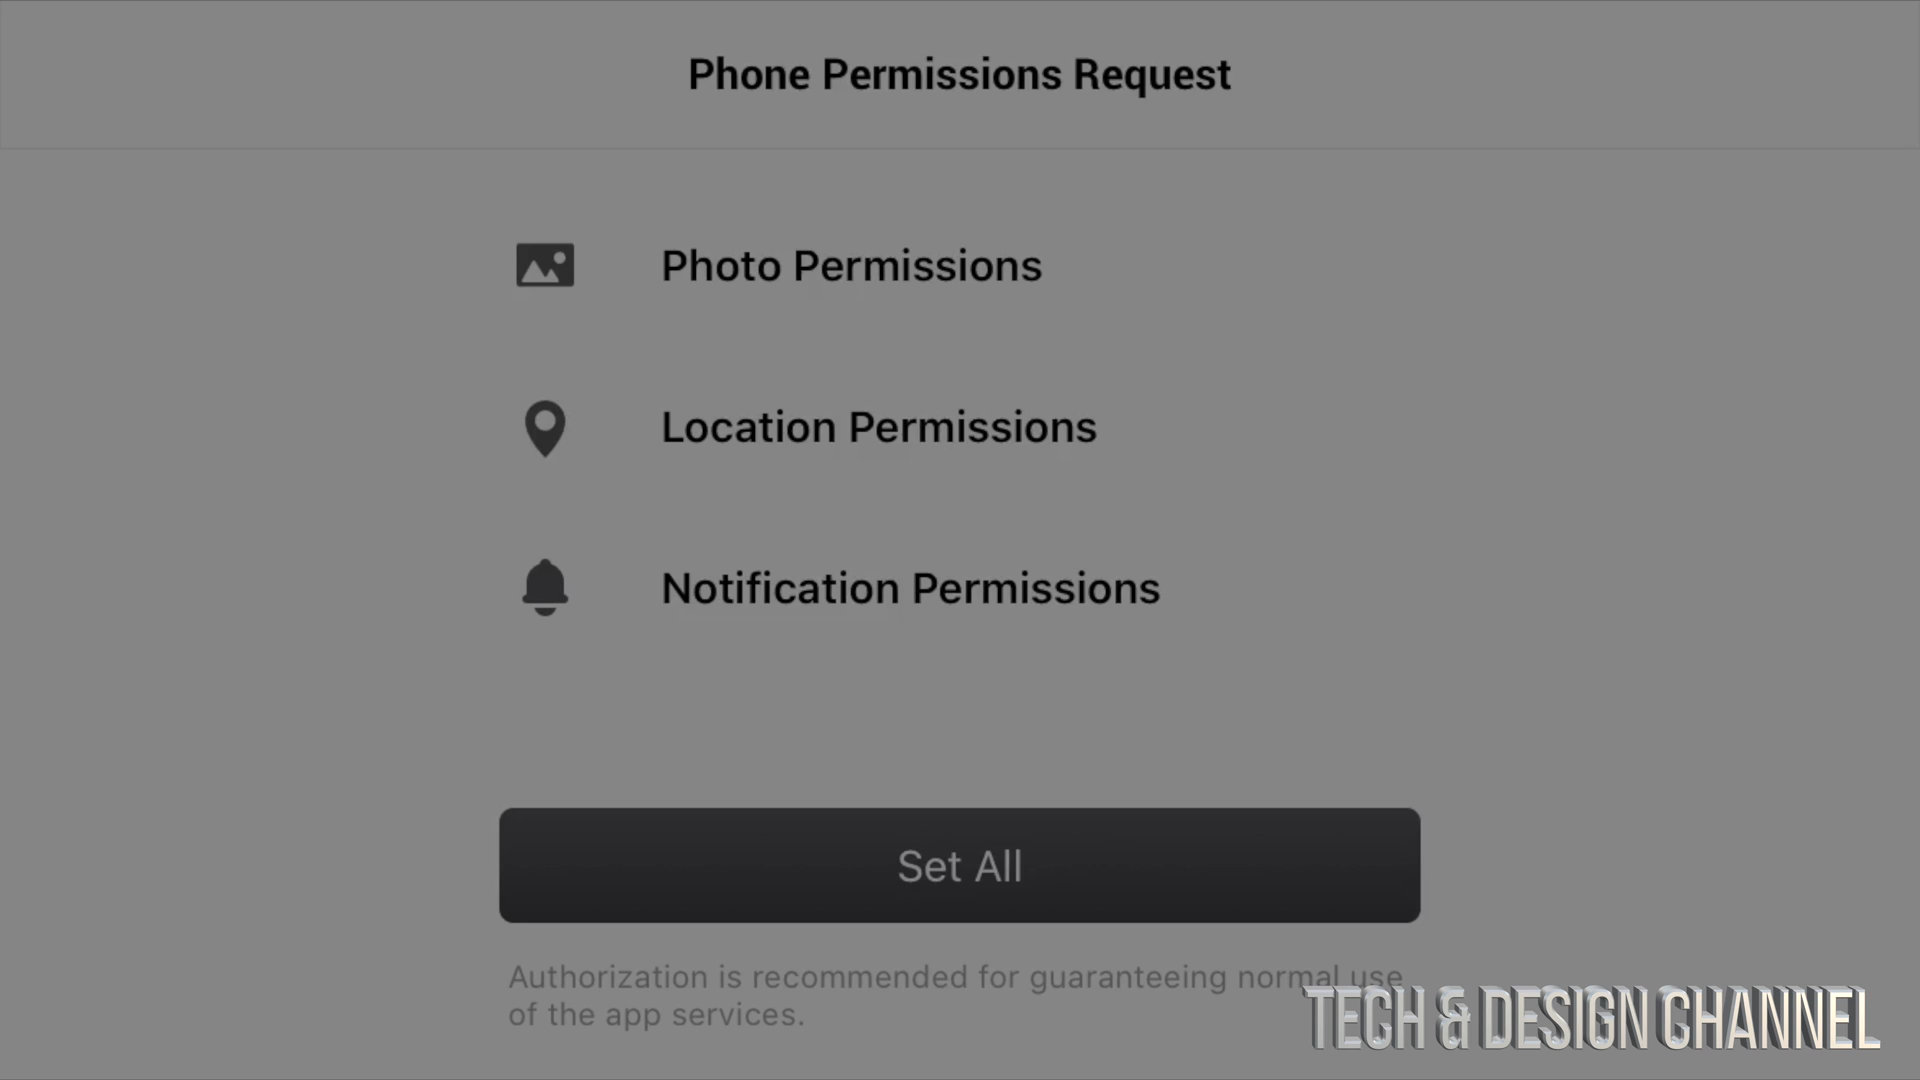 Phone Permissions Request
Photo Permissions
Location Permissions
Notification Permissions
Set All
Authorization is recommended for guaranteeing normal use
of the app services.
TECH & DESIGN CHANNEL